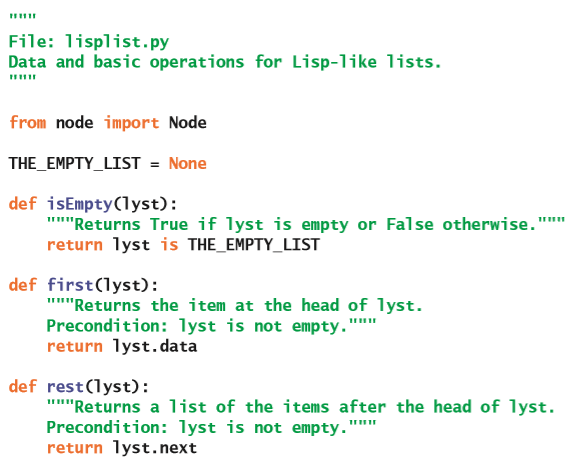 """
File: lisplist.py
Data and basic operations for Lisp-like lists.
"""
from node import Node
THE_EMPTY_LIST = None
def isEmpty(lyst):
    """Returns True if lyst is empty or False otherwise."""
    return lyst is THE_EMPTY_LIST
def first(lyst):
    """Returns the item at the head of lyst.
    Precondition: lyst is not empty."""
    return lyst.data
def rest(lyst):
    """Returns a list of the items after the head of lyst.
    Precondition: lyst is not empty."""
    return lyst.next